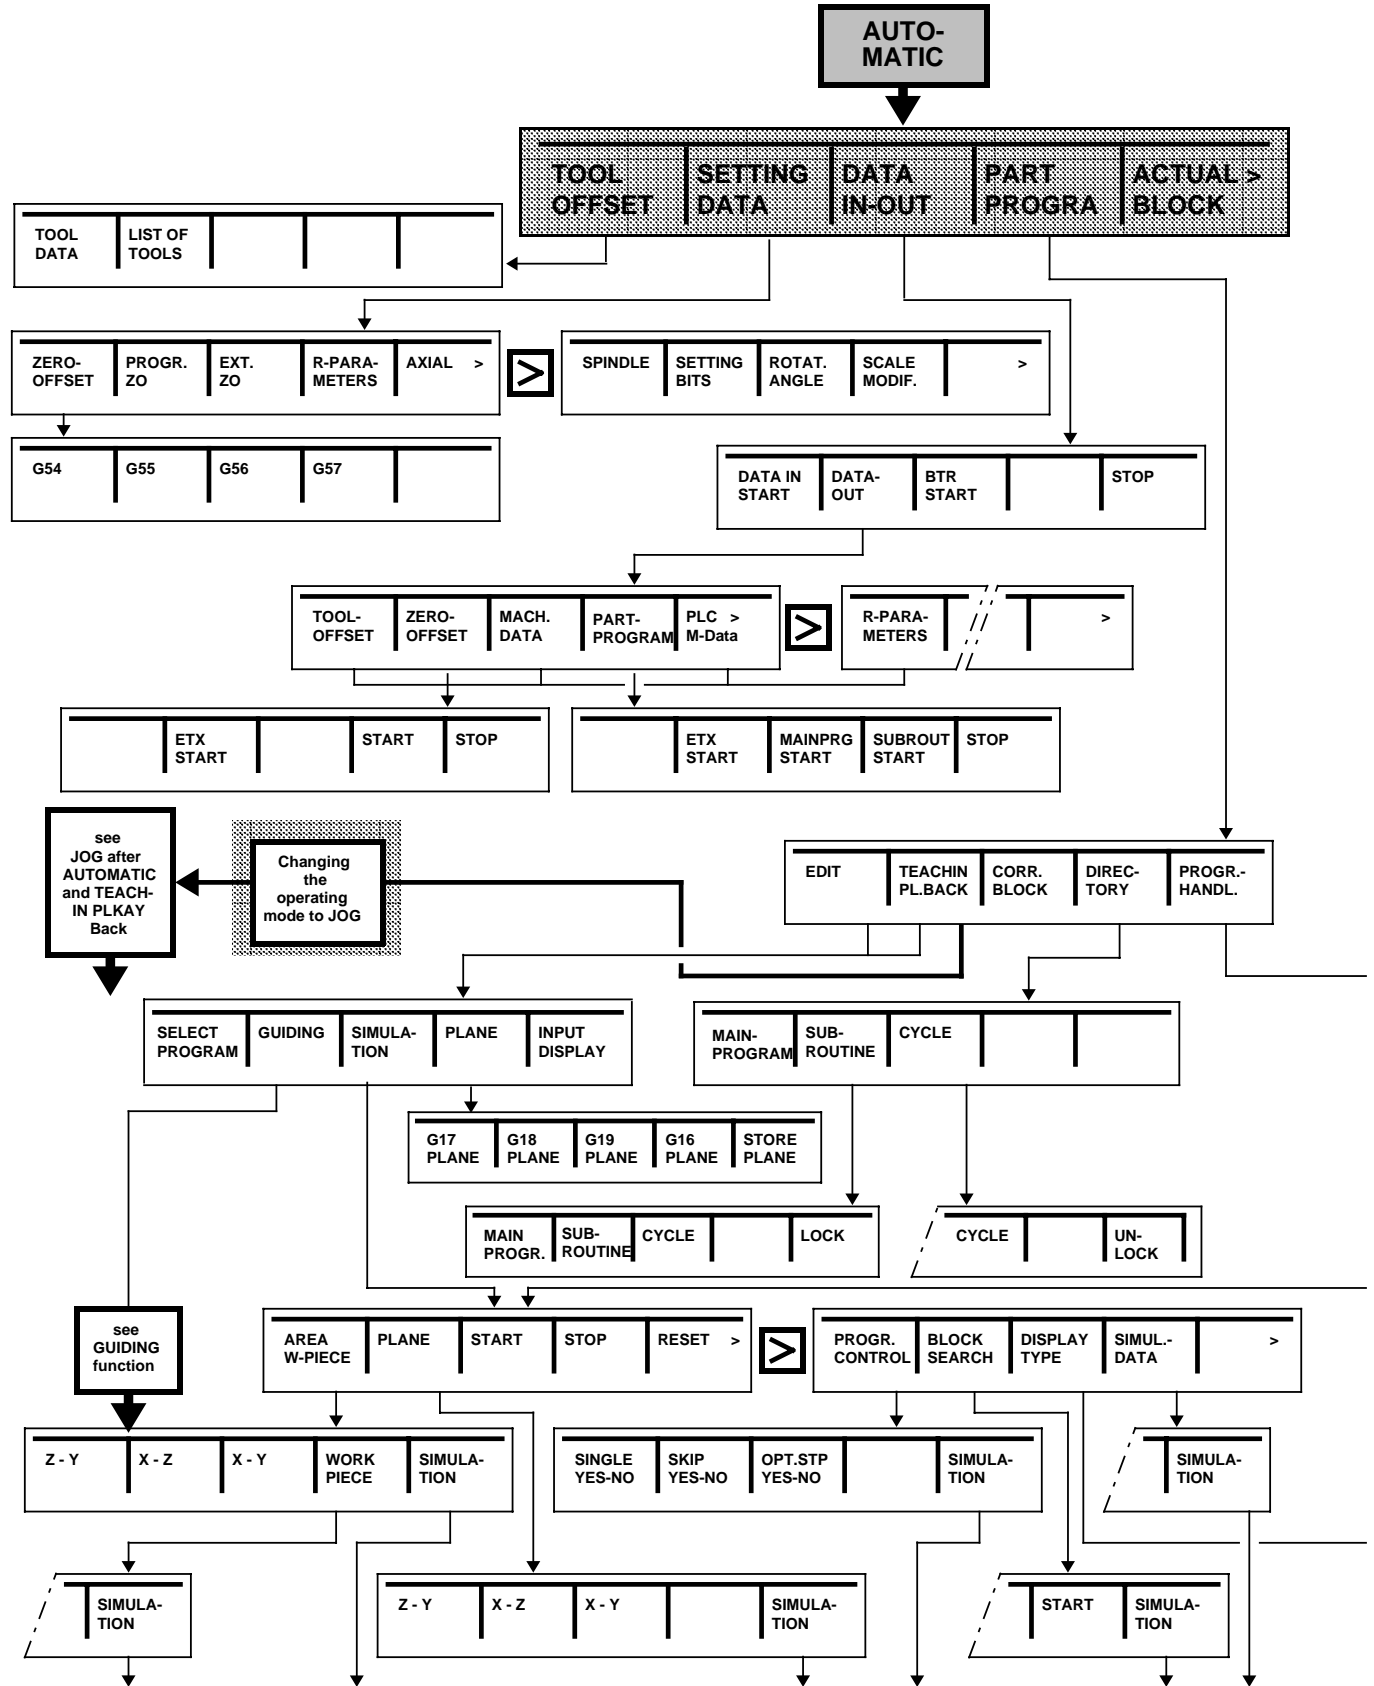 AUTO-
MATIC
TOOL
OFFSET
SETTING
DATA
DATA
IN-OUT
PART
PROGRA
ACTUAL >
BLOCK
TOOL
DATA
LIST OF
TOOLS
ZERO-
OFFSET
PROGR.
ZO
EXT.
ZO
R-PARA-
METERS
AXIAL >
>
SPINDLE
SETTING
BITS
ROTAT.
ANGLE
SCALE
MODIF.
>
G54
G55
G56
G57
DATA IN
START
DATA-
OUT
BTR
START
STOP
TOOL-
OFFSET
ZERO-
OFFSET
MACH.
DATA
PART-
PROGRAM
PLC >
M-Data
>
R-PARA-
METERS
>
ETX
START
START
STOP
ETX
START
MAINPRG
START
SUBROUT
START
STOP
see
JOG after
AUTOMATIC
and TEACH-
IN PLKAY
Back
Changing
the
operating
mode to JOG
EDIT
TEACHIN
PL.BACK
CORR.
BLOCK
DIREC-
TORY
PROGR.-
HANDL.
SELECT
PROGRAM
GUIDING
SIMULA-
TION
PLANE
INPUT
DISPLAY
MAIN-
PROGRAM
SUB-
ROUTINE
CYCLE
G17
PLANE
G18
PLANE
G19
PLANE
G16
PLANE
STORE
PLANE
MAIN
PROGR.
SUB-
ROUTINE
CYCLE
LOCK
CYCLE
UN-
LOCK
see
GUIDING
function
AREA
W-PIECE
PLANE
START
STOP
RESET >
>
PROGR.
CONTROL
BLOCK
SEARCH
DISPLAY
TYPE
SIMUL.-
DATA
>
Z - Y
X - Z
X - Y
WORK
PIECE
SIMULA-
TION
SINGLE
YES-NO
SKIP
YES-NO
OPT.STP
YES-NO
SIMULA-
TION
SIMULA-
TION
SIMULA-
TION
Z - Y
X - Z
X - Y
SIMULA-
TION
START
SIMULA-
TION